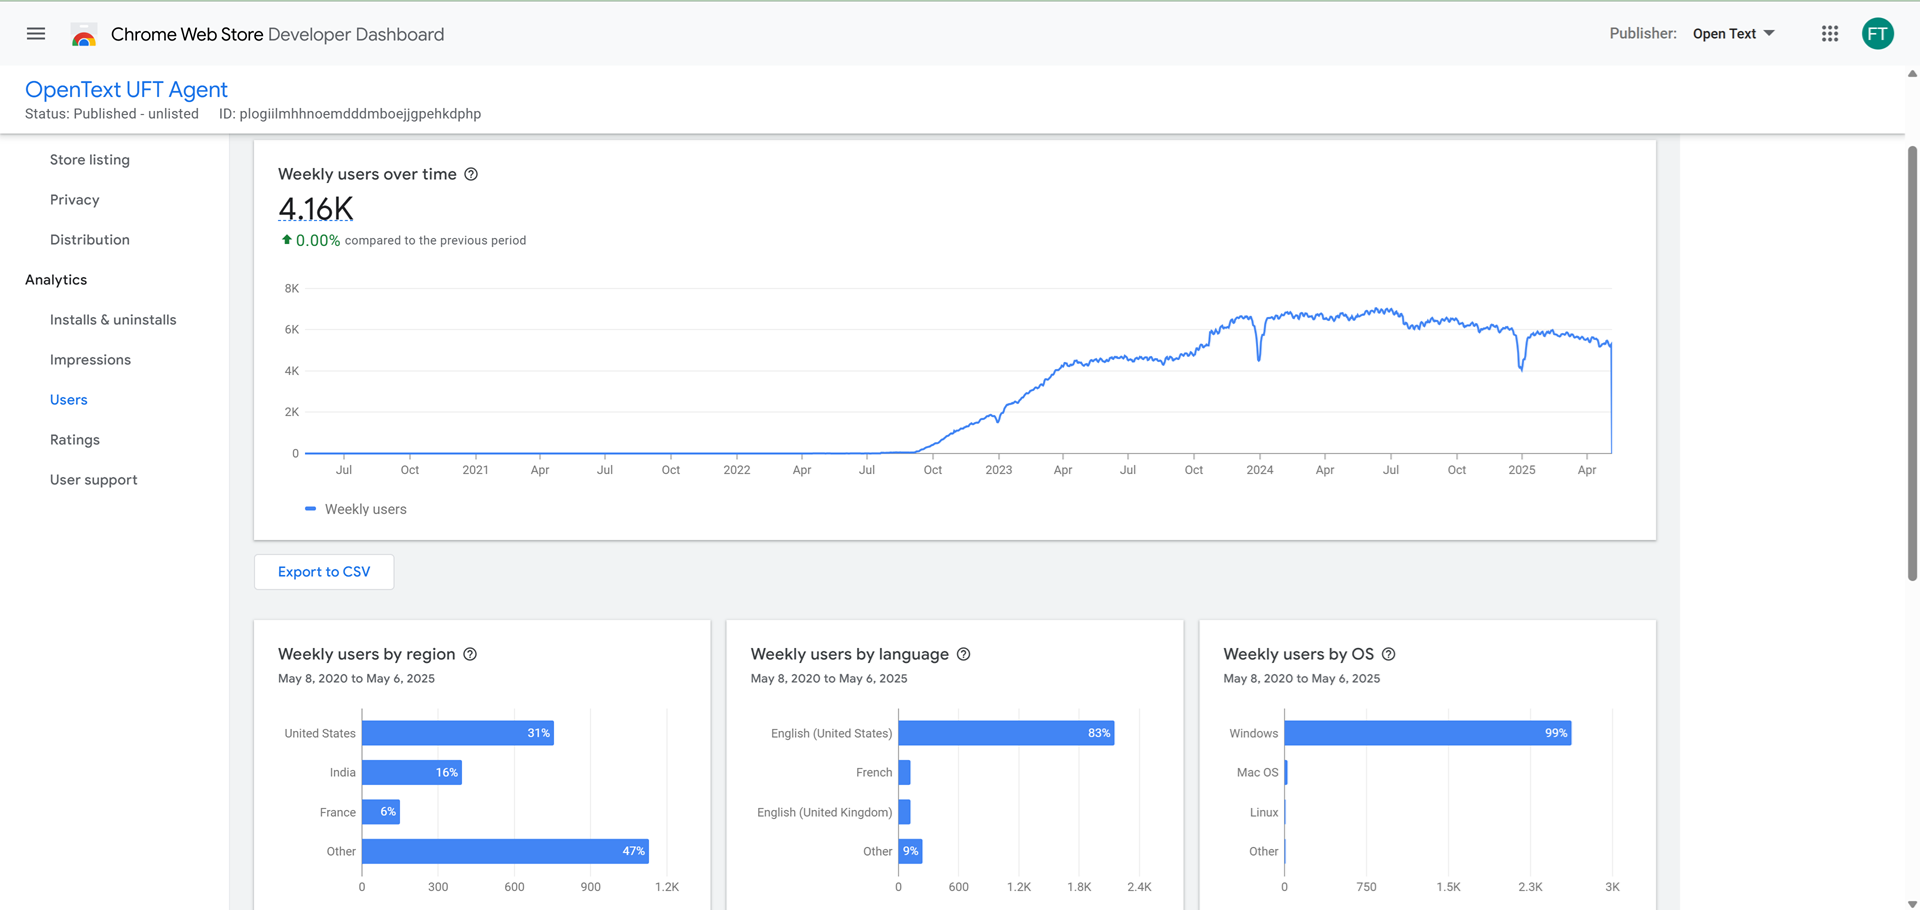 Chrome Web Store Developer Dashboard
Publisher: Open Text
FT
OpenText UFT Agent
Status: Published - unlisted ID: plogiilmhhnoemdddmboejjgpehkdphp
Store listing
Privacy
Distribution
Analytics
Installs & uninstalls
Impressions
Users
Ratings
User support
Weekly users over time
4.16K
0.00% compared to the previous period
8K
6K
4K
2K
0
Jul Oct 2021 Apr Jul Oct 2022 Apr Jul Oct 2023 Apr Jul Oct 2024 Apr Jul Oct 2025 Apr
Weekly users
Export to CSV
Weekly users by region
May 8, 2020 to May 6, 2025
United States 31%
India 16%
France 6%
Other 47%
0 300 600 900 1.2K
Weekly users by language
May 8, 2020 to May 6, 2025
English (United States) 83%
French
English (United Kingdom)
Other 9%
0 600 1.2K 1.8K 2.4K
Weekly users by OS
May 8, 2020 to May 6, 2025
Windows 99%
Mac OS
Linux
Other
0 750 1.5K 2.3K 3K